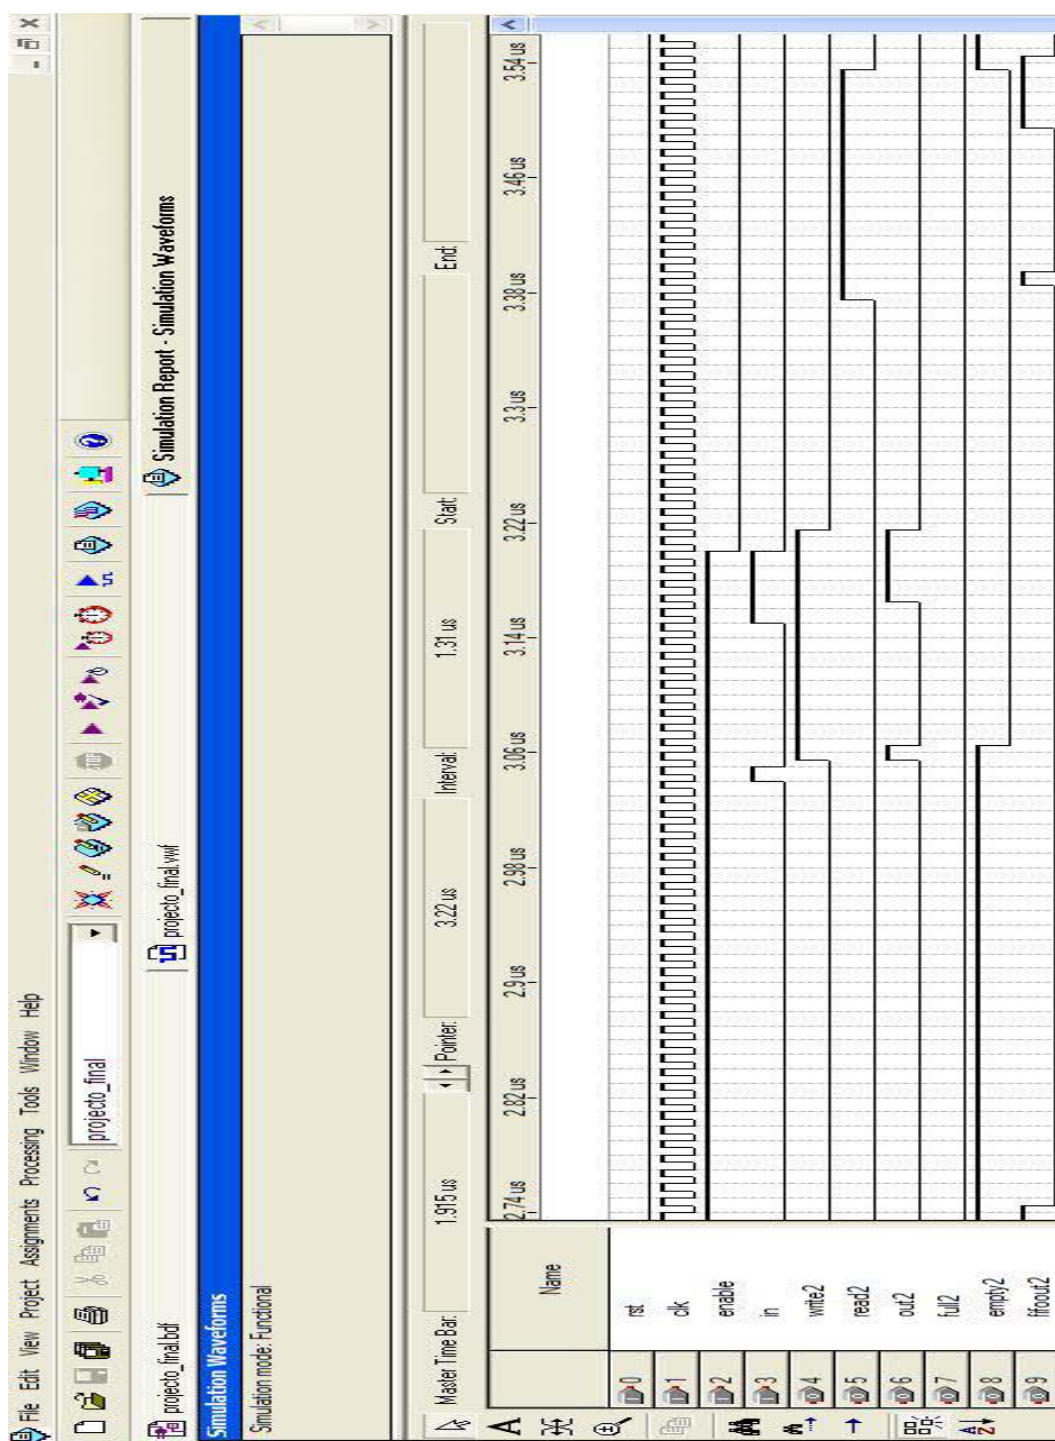 File Edit View Project Assignments Processing Tools Window Help
projecto_final
STOP
projecto_final.bdf
projecto_final.vwf
Simulation Report - Simulation Waveforms
Simulation Waveforms
Simulation mode: Functional
Master Time Bar: 1.915 us Pointer: 3.22 us Interval: 1.31 us Start: End:
Name
2.74 us 2.82 us 2.9 us 2.98 us 3.06 us 3.14 us 3.22 us 3.3 us 3.38 us 3.46 us 3.54 us
0 rst
1 clk
2 enable
3 in
4 write2
5 read2
6 out2
7 full2
8 empty2
9 fifoout2